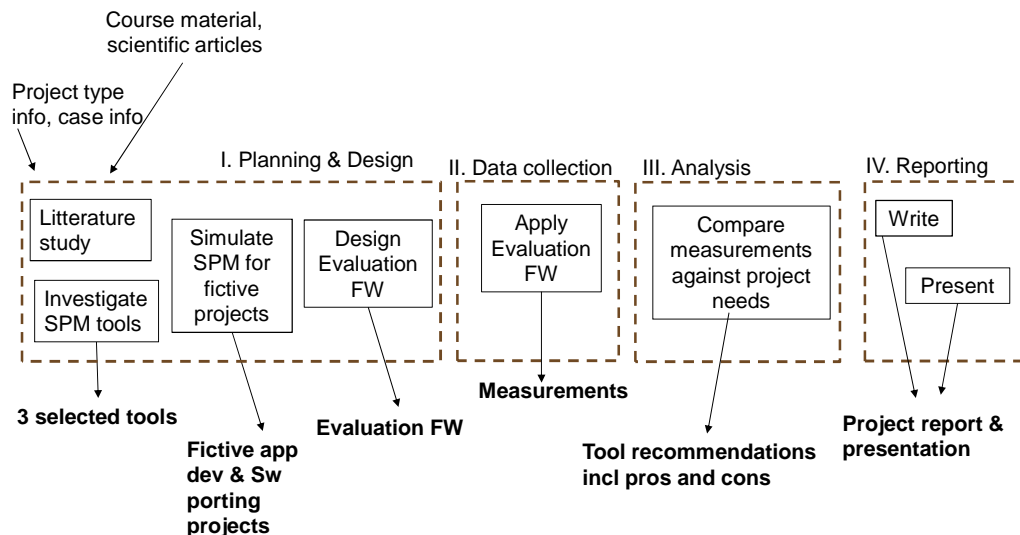 Course material,
scientific articles
Project type
info, case info
I. Planning & Design
II. Data collection
III. Analysis
IV. Reporting
Litterature
study
Investigate
SPM tools
Simulate
SPM for
fictive
projects
Design
Evaluation
FW
Apply
Evaluation
FW
Compare
measurements
against project
needs
Write
Present
3 selected tools
Fictive app
dev & Sw
porting
projects
Evaluation FW
Measurements
Tool recommendations
incl pros and cons
Project report &
presentation